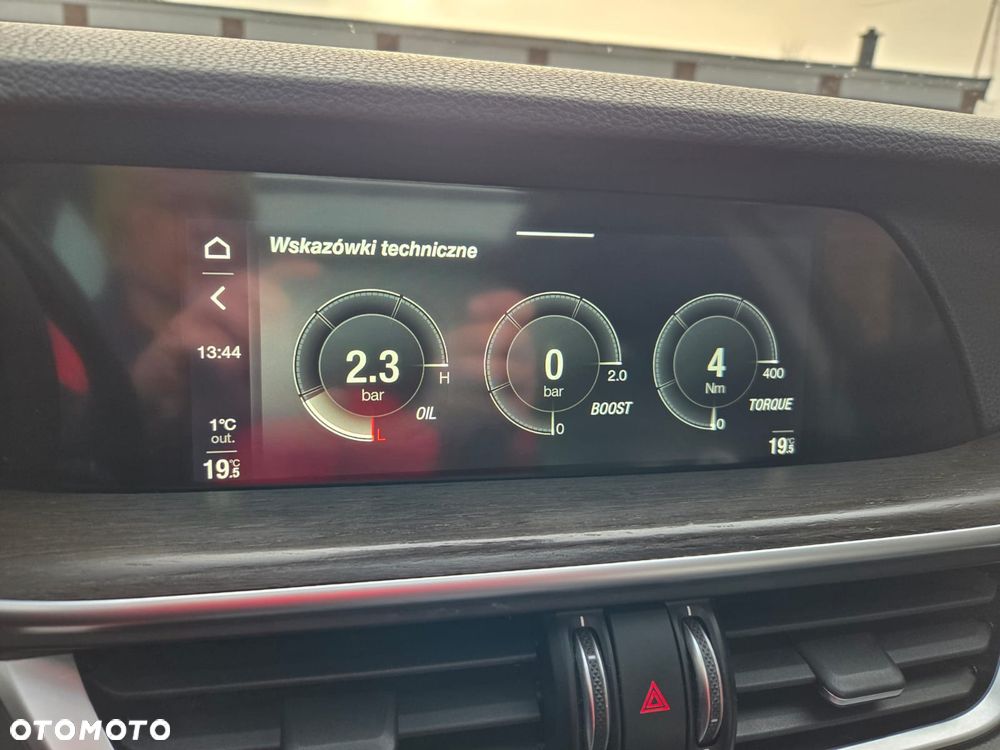 Wskazówki techniczne
13:44
1°C
out.
19.5°C
2.3
bar
H
L
OIL
0
bar
2.0
0
BOOST
4
Nm
400
0
TORQUE
19.5°C
OTOMOTO